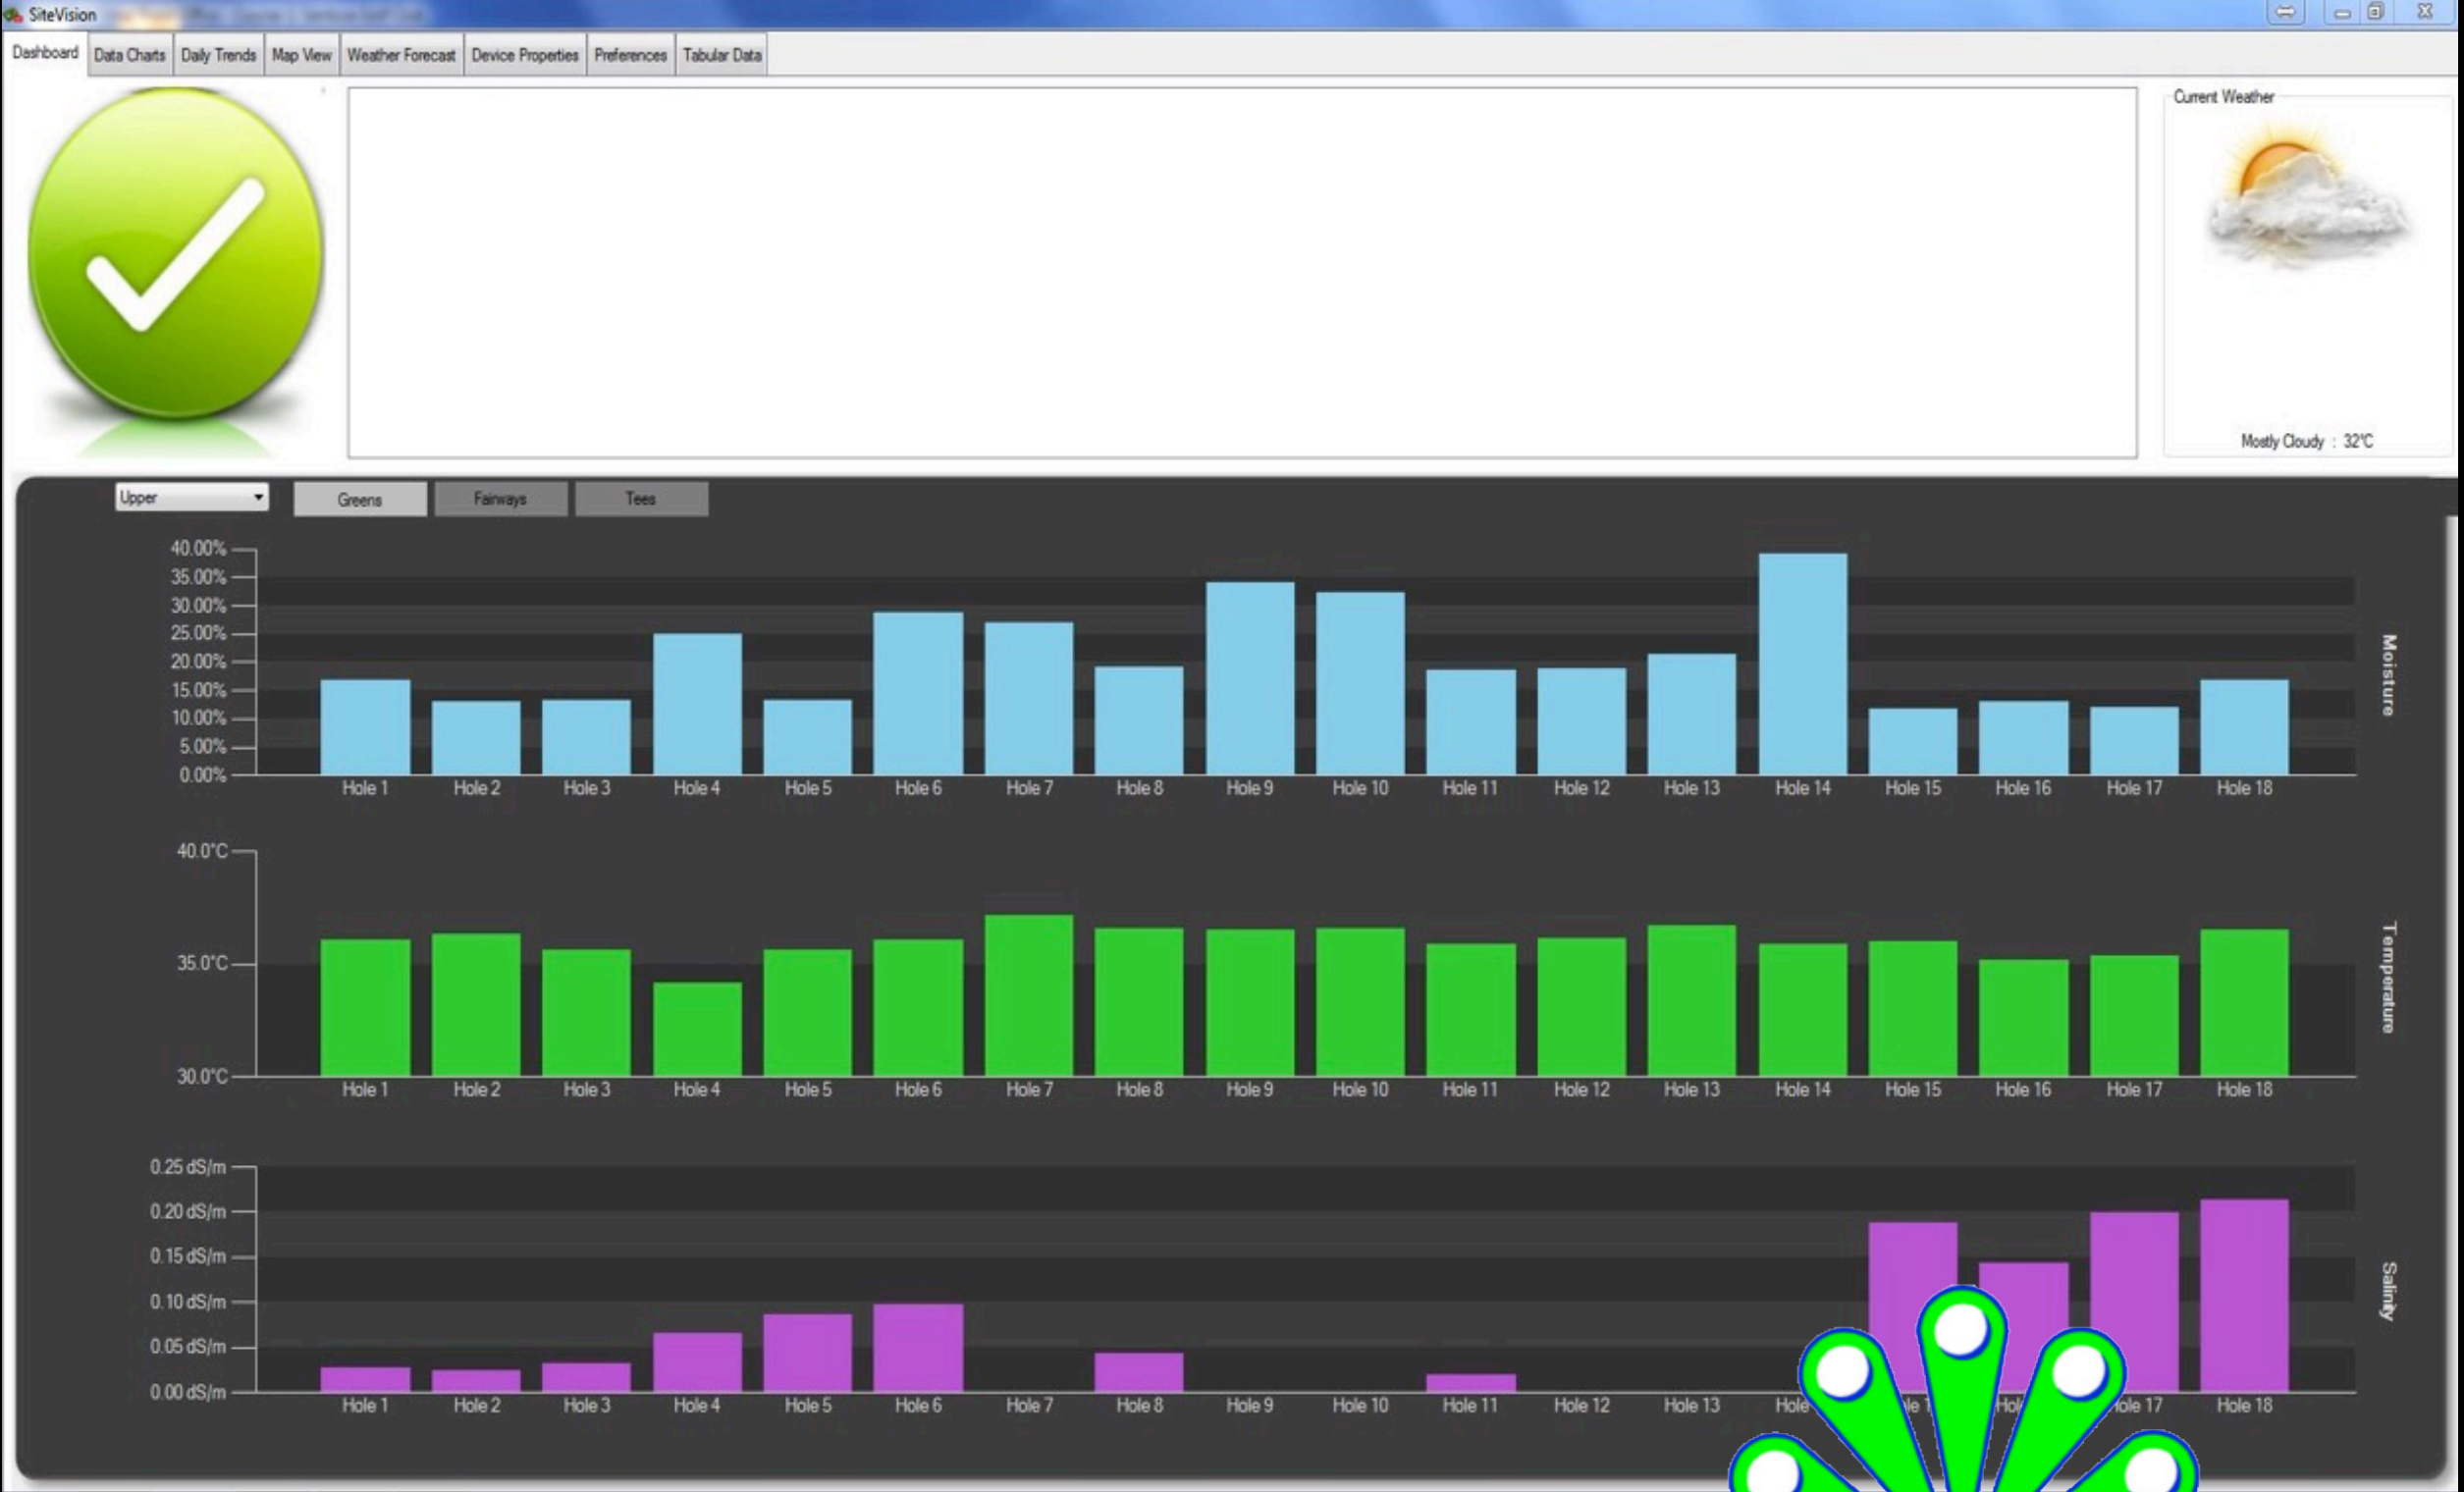 SiteVision
Dashboard Data Charts Daily Trends Map View Weather Forecast Device Properties Preferences Tabular Data
Current Weather
Mostly Cloudy : 32°C
Upper Greens Fairways Tees
40.00%
35.00%
30.00%
25.00%
20.00%
15.00%
10.00%
5.00%
0.00%
Moisture
Hole 1 Hole 2 Hole 3 Hole 4 Hole 5 Hole 6 Hole 7 Hole 8 Hole 9 Hole 10 Hole 11 Hole 12 Hole 13 Hole 14 Hole 15 Hole 16 Hole 17 Hole 18
40.0°C
35.0°C
30.0°C
Temperature
Hole 1 Hole 2 Hole 3 Hole 4 Hole 5 Hole 6 Hole 7 Hole 8 Hole 9 Hole 10 Hole 11 Hole 12 Hole 13 Hole 14 Hole 15 Hole 16 Hole 17 Hole 18
0.25 dS/m
0.20 dS/m
0.15 dS/m
0.10 dS/m
0.05 dS/m
0.00 dS/m
Salinity
Hole 1 Hole 2 Hole 3 Hole 4 Hole 5 Hole 6 Hole 7 Hole 8 Hole 9 Hole 10 Hole 11 Hole 12 Hole 13 Hole 17 Hole 18